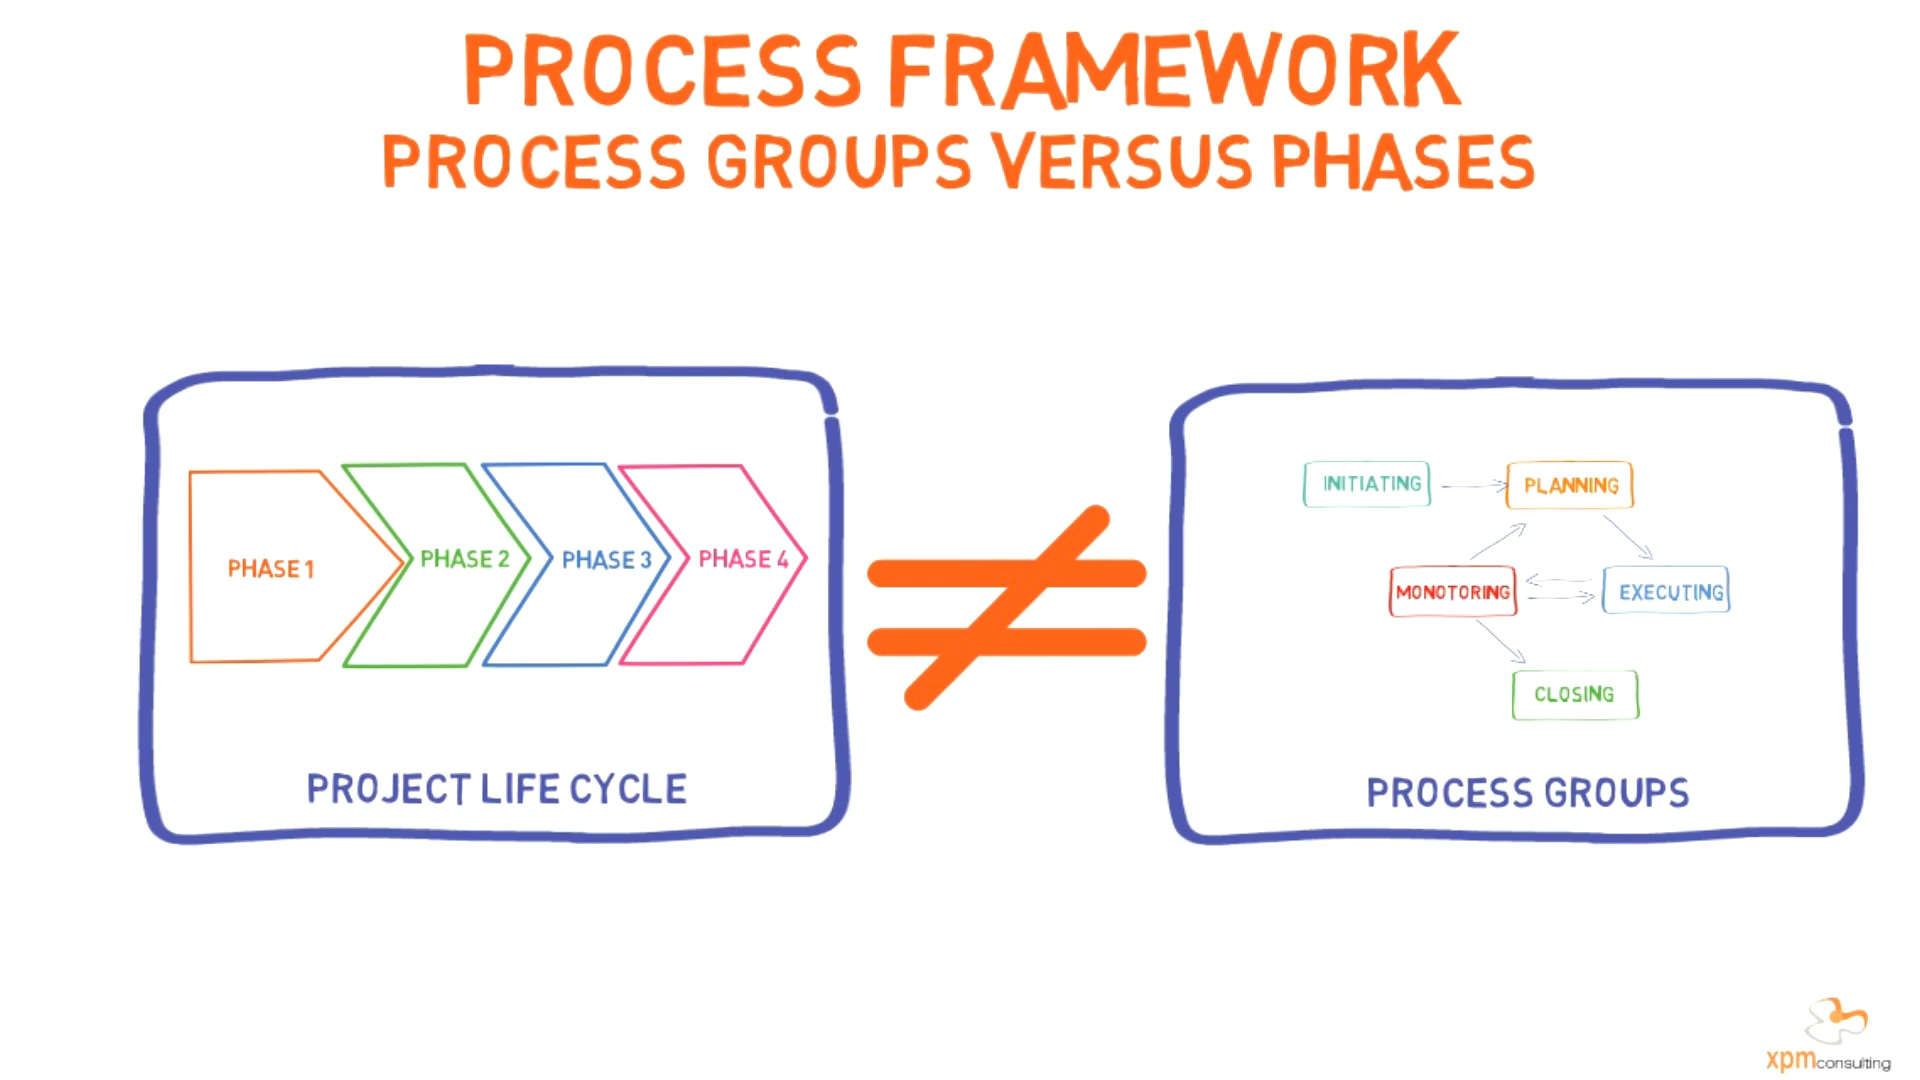 PROCESS FRAMEWORK
PROCESS GROUPS VERSUS PHASES
PHASE 1
PHASE 2
PHASE 3
PHASE 4
PROJECT LIFE CYCLE
INITIATING
PLANNING
MONOTORING
EXECUTING
CLOSING
PROCESS GROUPS
xpmconsulting